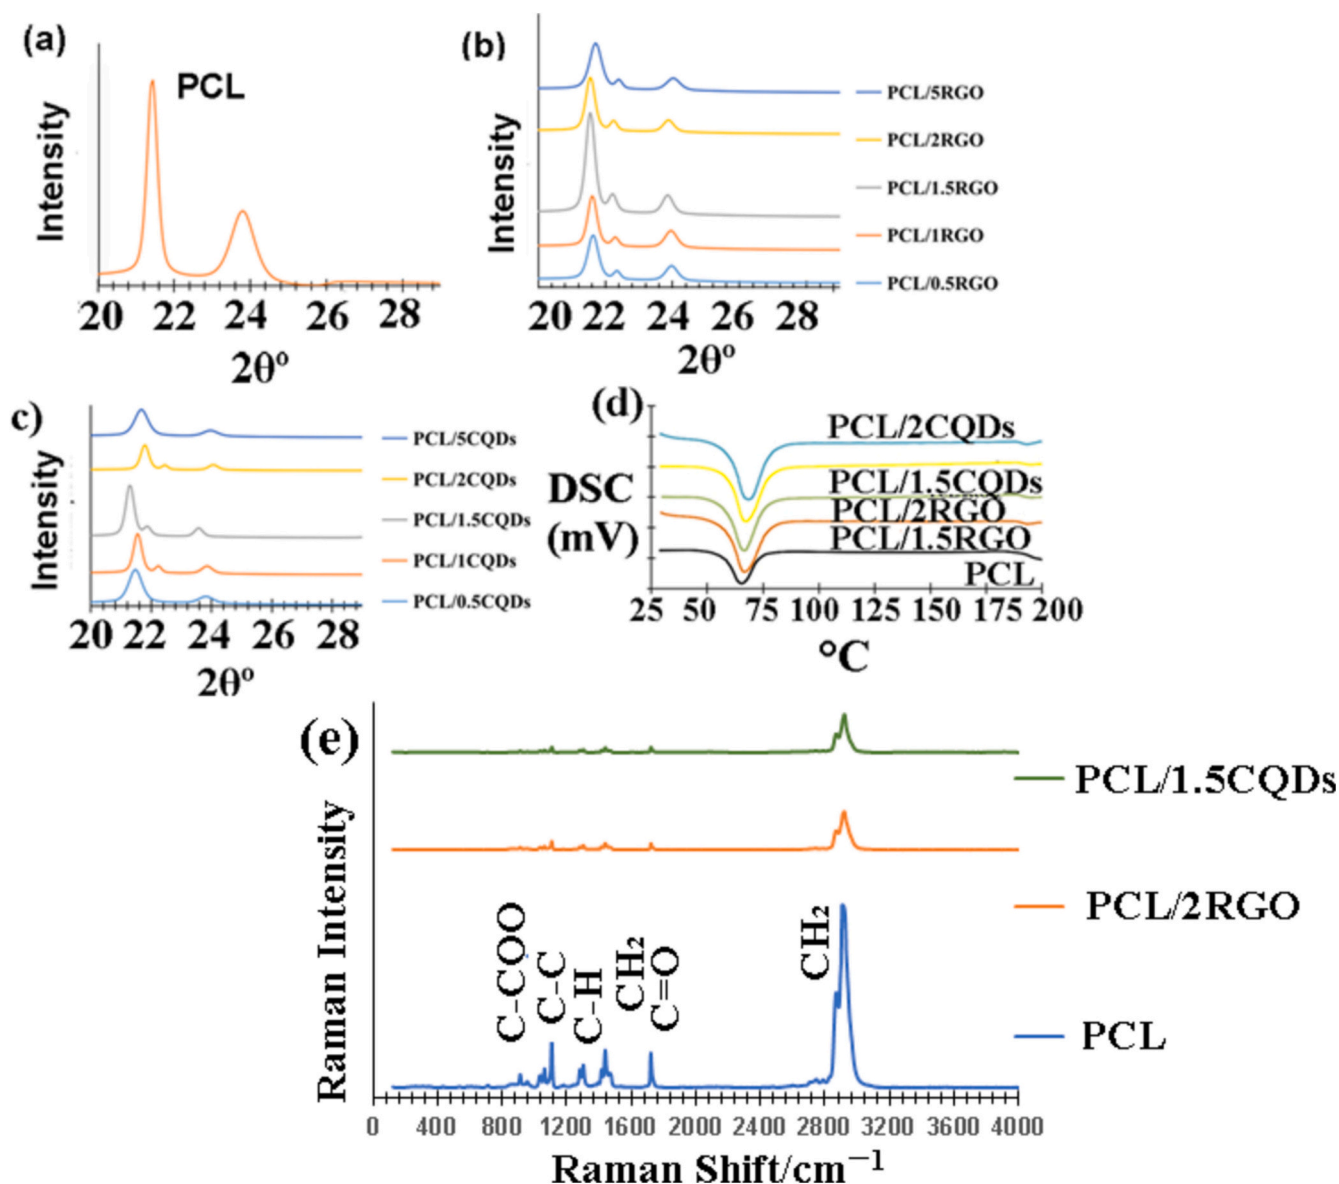 (a)
PCL
Intensity
20 22 24 26 28
2θº
(b)
Intensity
PCL/5RGO
PCL/2RGO
PCL/1.5RGO
PCL/1RGO
PCL/0.5RGO
20 22 24 26 28
2θº
c)
Intensity
PCL/5CQDs
PCL/2CQDs
PCL/1.5CQDs
PCL/1CQDs
PCL/0.5CQDs
20 22 24 26 28
2θº
(d)
DSC
(mV)
PCL/2CQDs
PCL/1.5CQDs
PCL/2RGO
PCL/1.5RGO
PCL
25 50 75 100 125 150 175 200
°C
(e)
Raman Intensity
C-COO
C-C
C-H
CH₂
C=O
CH₂
PCL/1.5CQDs
PCL/2RGO
PCL
0 400 800 1200 1600 2000 2400 2800 3200 3600 4000
Raman Shift/cm⁻¹